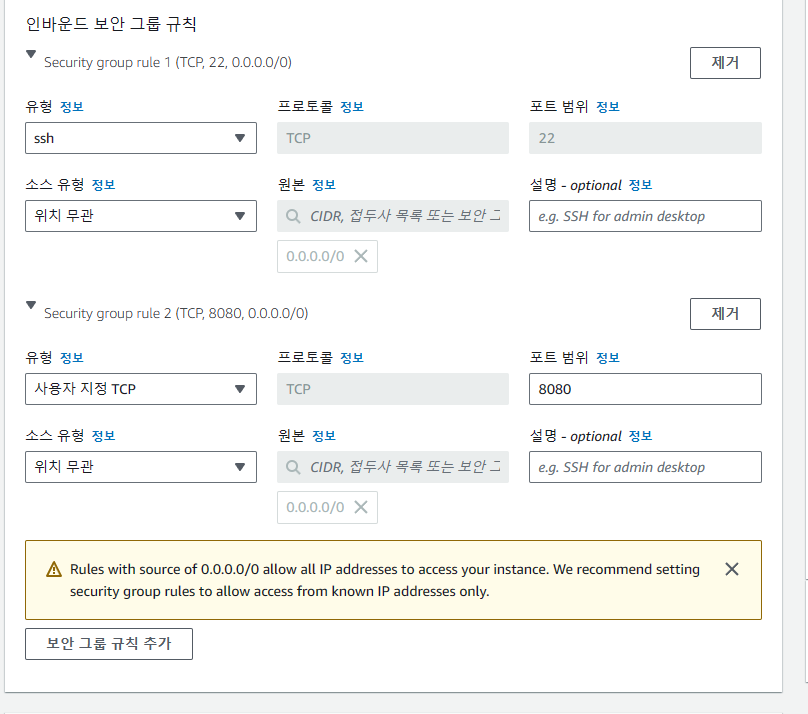 인바운드 보안 그룹 규칙
Security group rule 1 (TCP, 22, 0.0.0.0/0) 제거
유형 정보 프로토콜 정보 포트 범위 정보
ssh TCP 22
소스 유형 정보 원본 정보 설명 - optional 정보
위치 무관 CIDR, 접두사 목록 또는 보안 그 e.g. SSH for admin desktop
0.0.0.0/0
Security group rule 2 (TCP, 8080, 0.0.0.0/0) 제거
유형 정보 프로토콜 정보 포트 범위 정보
사용자 지정 TCP TCP 8080
소스 유형 정보 원본 정보 설명 - optional 정보
위치 무관 CIDR, 접두사 목록 또는 보안 그 e.g. SSH for admin desktop
0.0.0.0/0
Rules with source of 0.0.0.0/0 allow all IP addresses to access your instance. We recommend setting
security group rules to allow access from known IP addresses only.
보안 그룹 규칙 추가